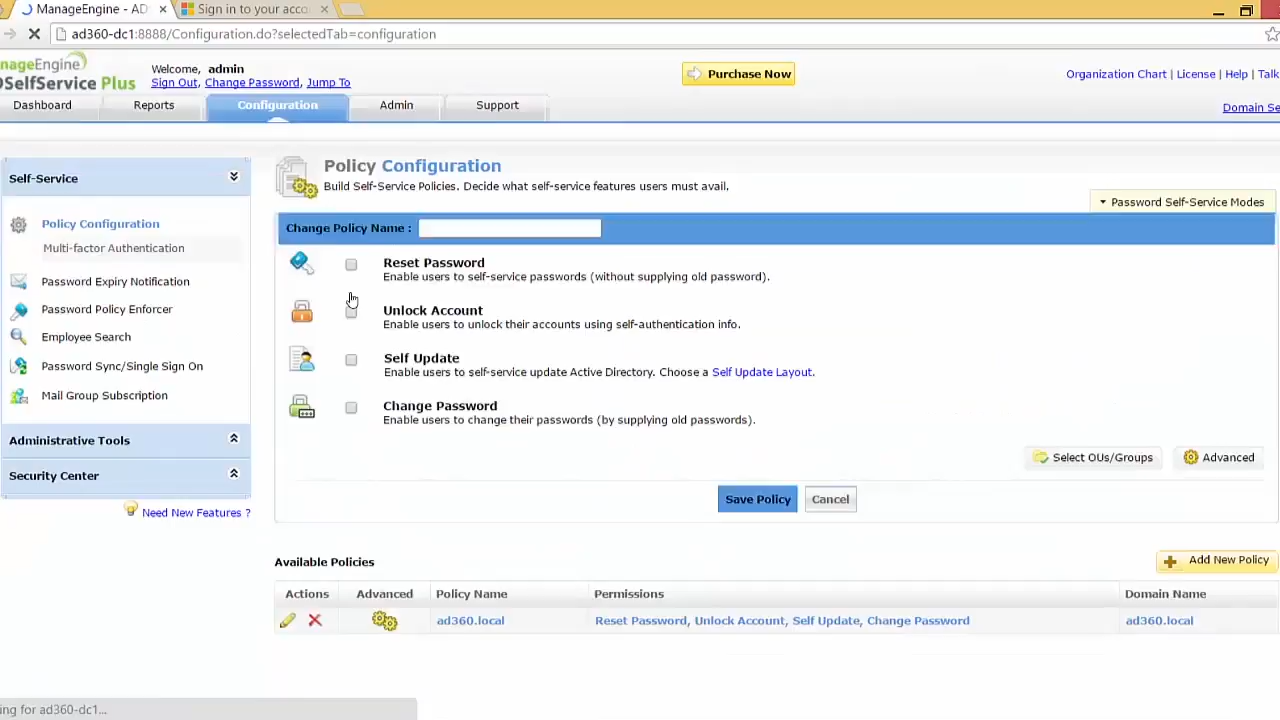 ManageEngine - AD
Sign in to your acco
ad360-dc1:8888/Configuration.do?selectedTab=configuration
nageEngine
DSelfService Plus
Welcome, admin
Sign Out, Change Password, Jump To
Purchase Now
Organization Chart | License | Help | Talk
Dashboard
Reports
Configuration
Admin
Support
Domain Se
Self-Service
Policy Configuration
Multi-factor Authentication
Password Expiry Notification
Password Policy Enforcer
Employee Search
Password Sync/Single Sign On
Mail Group Subscription
Administrative Tools
Security Center
Need New Features ?
Policy Configuration
Build Self-Service Policies. Decide what self-service features users must avail.
Password Self-Service Modes
Change Policy Name :
Reset Password
Enable users to self-service passwords (without supplying old password).
Unlock Account
Enable users to unlock their accounts using self-authentication info.
Self Update
Enable users to self-service update Active Directory. Choose a Self Update Layout.
Change Password
Enable users to change their passwords (by supplying old passwords).
Select OUs/Groups
Advanced
Save Policy
Cancel
Available Policies
Add New Policy
Actions Advanced Policy Name Permissions Domain Name
ad360.local Reset Password, Unlock Account, Self Update, Change Password ad360.local
ing for ad360-dc1...